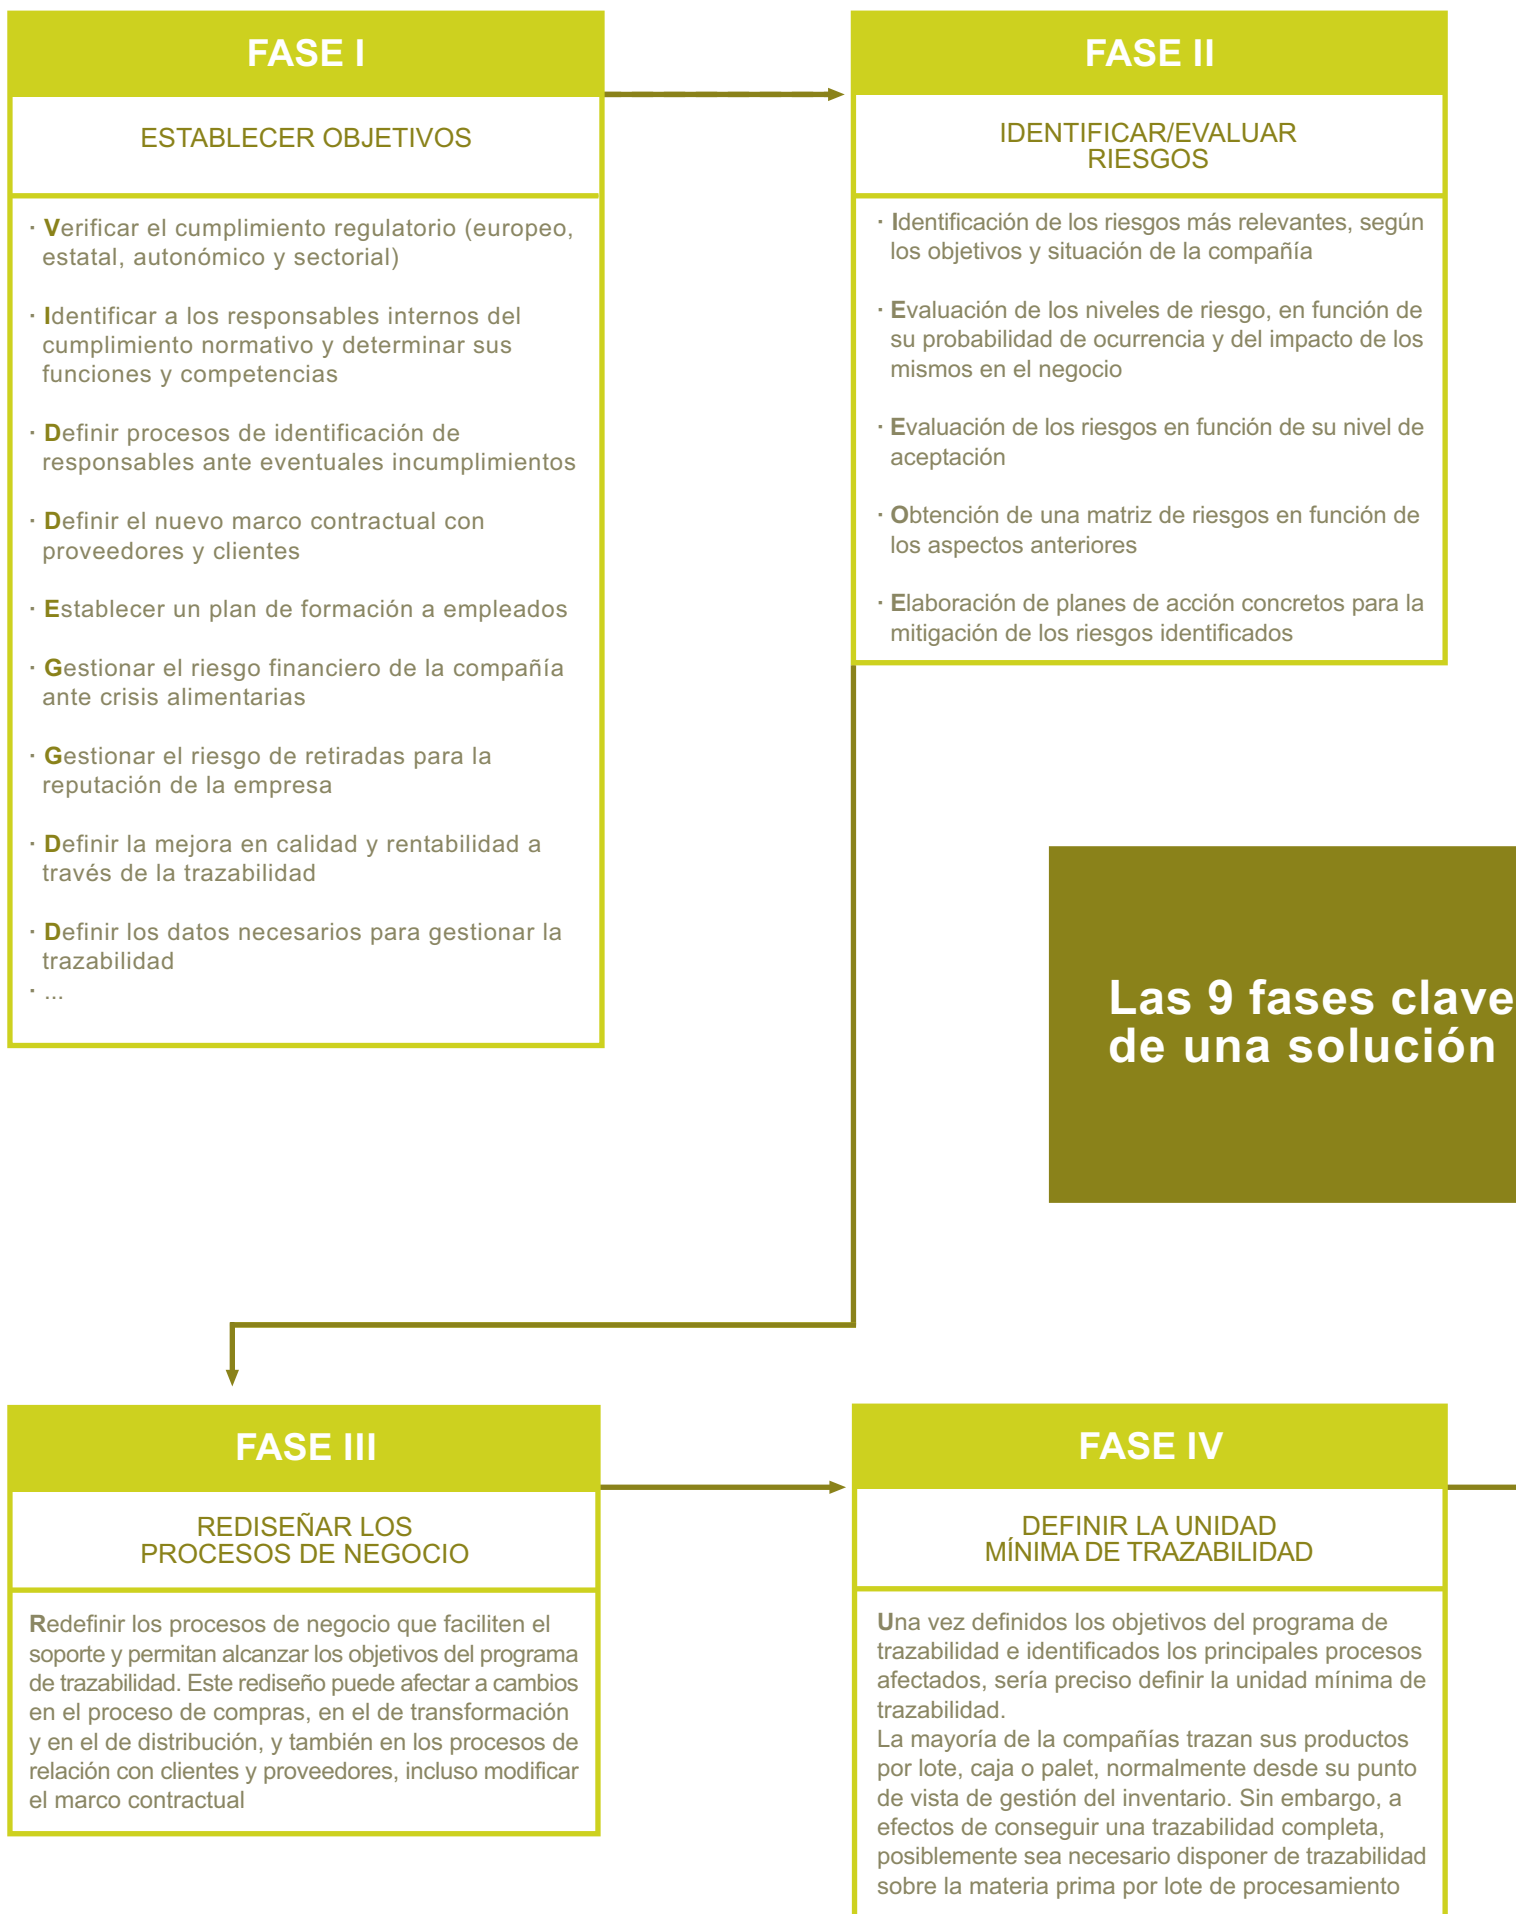 FASE I
ESTABLECER OBJETIVOS
· Verificar el cumplimiento regulatorio (europeo,
estatal, autonómico y sectorial)
· Identificar a los responsables internos del
cumplimiento normativo y determinar sus
funciones y competencias
· Definir procesos de identificación de
responsables ante eventuales incumplimientos
· Definir el nuevo marco contractual con
proveedores y clientes
· Establecer un plan de formación a empleados
· Gestionar el riesgo financiero de la compañía
ante crisis alimentarias
· Gestionar el riesgo de retiradas para la
reputación de la empresa
· Definir la mejora en calidad y rentabilidad a
través de la trazabilidad
· Definir los datos necesarios para gestionar la
trazabilidad
· ...
FASE II
IDENTIFICAR/EVALUAR
RIESGOS
· Identificación de los riesgos más relevantes, según
los objetivos y situación de la compañía
· Evaluación de los niveles de riesgo, en función de
su probabilidad de ocurrencia y del impacto de los
mismos en el negocio
· Evaluación de los riesgos en función de su nivel de
aceptación
· Obtención de una matriz de riesgos en función de
los aspectos anteriores
· Elaboración de planes de acción concretos para la
mitigación de los riesgos identificados
Las 9 fases clave
de una solución
FASE III
REDISEÑAR LOS
PROCESOS DE NEGOCIO
Redefinir los procesos de negocio que faciliten el
soporte y permitan alcanzar los objetivos del programa
de trazabilidad. Este rediseño puede afectar a cambios
en el proceso de compras, en el de transformación
y en el de distribución, y también en los procesos de
relación con clientes y proveedores, incluso modificar
el marco contractual
FASE IV
DEFINIR LA UNIDAD
MÍNIMA DE TRAZABILIDAD
Una vez definidos los objetivos del programa de
trazabilidad e identificados los principales procesos
afectados, sería preciso definir la unidad mínima de
trazabilidad.
La mayoría de la compañías trazan sus productos
por lote, caja o palet, normalmente desde su punto
de vista de gestión del inventario. Sin embargo, a
efectos de conseguir una trazabilidad completa,
posiblemente sea necesario disponer de trazabilidad
sobre la materia prima por lote de procesamiento